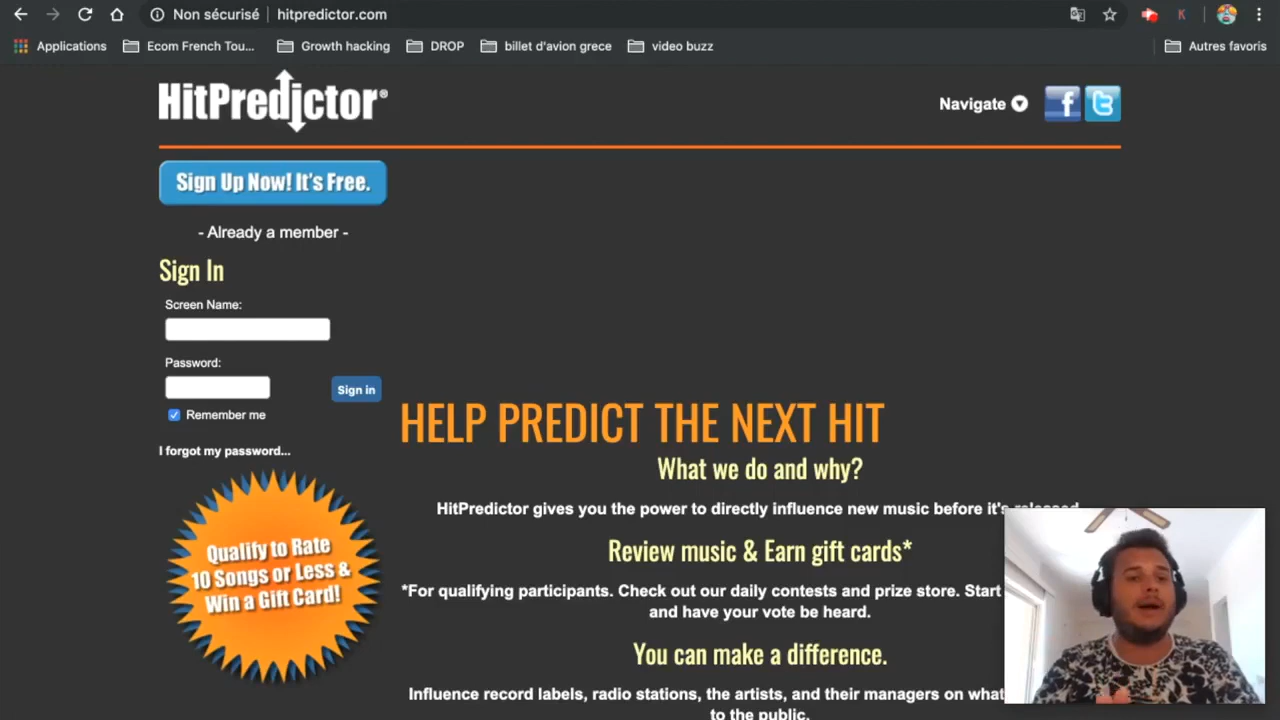 Non sécurisé | hitpredictor.com
Applications Ecom French Tou... Growth hacking DROP billet d'avion grece video buzz Autres favoris
HitPredictor®
Navigate
Sign Up Now! It's Free.
- Already a member -
Sign In
Screen Name:
Password:
Sign in
Remember me
I forgot my password...
Qualify to Rate
10 Songs or Less &
Win a Gift Card!
HELP PREDICT THE NEXT HIT
What we do and why?
HitPredictor gives you the power to directly influence new music before it's released
Review music & Earn gift cards*
*For qualifying participants. Check out our daily contests and prize store. Start
and have your vote be heard.
You can make a difference.
Influence record labels, radio stations, the artists, and their managers on what
to the public.